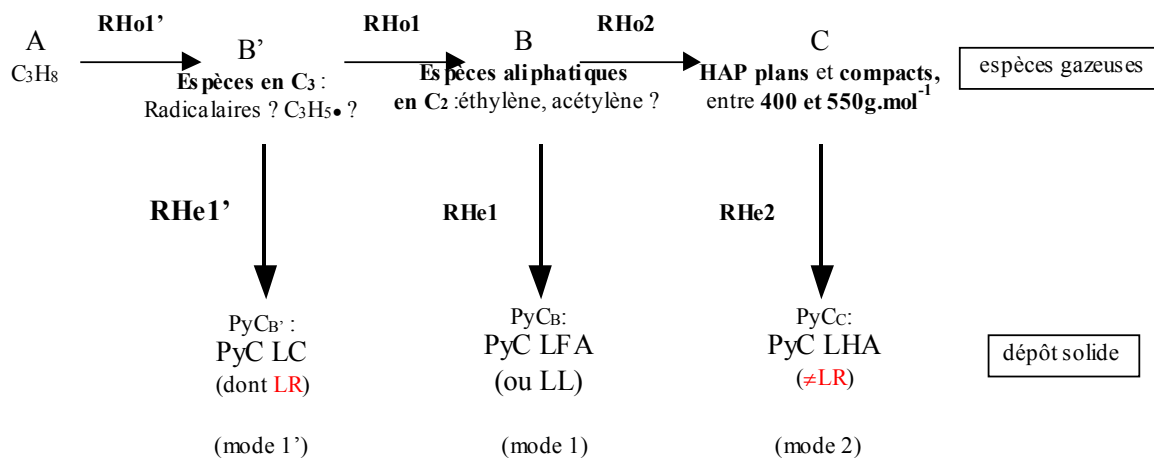 RHo1’ RHo1 RHo2
A B’ B C
C3H8
Espèces en C3 : Espèces aliphatiques HAP plans et compacts,
Radicalaires ? C3H5• ? en C2 :éthylène, acétylène ? entre 400 et 550g.mol-1
espèces gazeuses
RHe1’ RHe1 RHe2
PyCB’ : PyCB: PyCC:
PyC LC PyC LFA PyC LHA
(dont LR) (ou LL) (≠LR)
dépôt solide
(mode 1’) (mode 1) (mode 2)